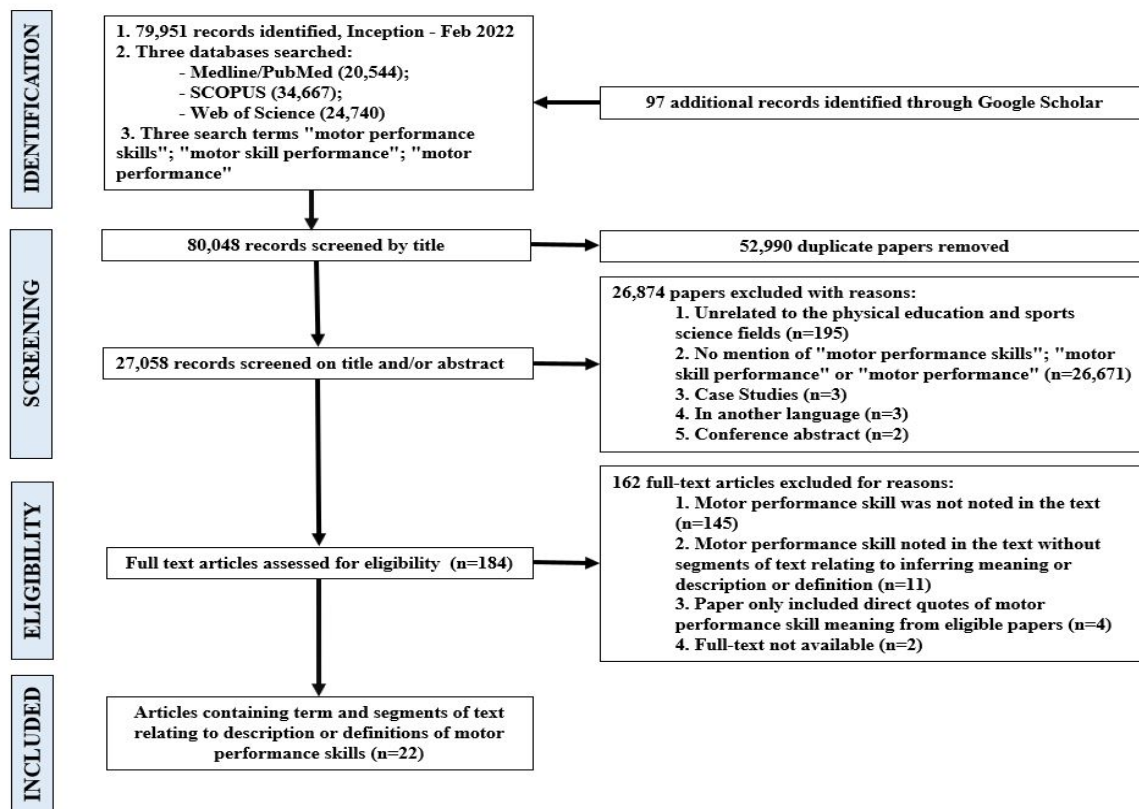 IDENTIFICATION
1. 79,951 records identified, Inception - Feb 2022
2. Three databases searched:
- Medline/PubMed (20,544);
- SCOPUS (34,667);
- Web of Science (24,740)
3. Three search terms "motor performance
skills"; "motor skill performance"; "motor
performance"
97 additional records identified through Google Scholar
SCREENING
80,048 records screened by title
52,990 duplicate papers removed
27,058 records screened on title and/or abstract
26,874 papers excluded with reasons:
1. Unrelated to the physical education and sports
science fields (n=195)
2. No mention of "motor performance skills"; "motor
skill performance" or "motor performance" (n=26,671)
3. Case Studies (n=3)
4. In another language (n=3)
5. Conference abstract (n=2)
ELIGIBILITY
Full text articles assessed for eligibility (n=184)
162 full-text articles excluded for reasons:
1. Motor performance skill was not noted in the text
(n=145)
2. Motor performance skill noted in the text without
segments of text relating to inferring meaning or
description or definition (n=11)
3. Paper only included direct quotes of motor
performance skill meaning from eligible papers (n=4)
4. Full-text not available (n=2)
INCLUDED
Articles containing term and segments of text
relating to description or definitions of motor
performance skills (n=22)